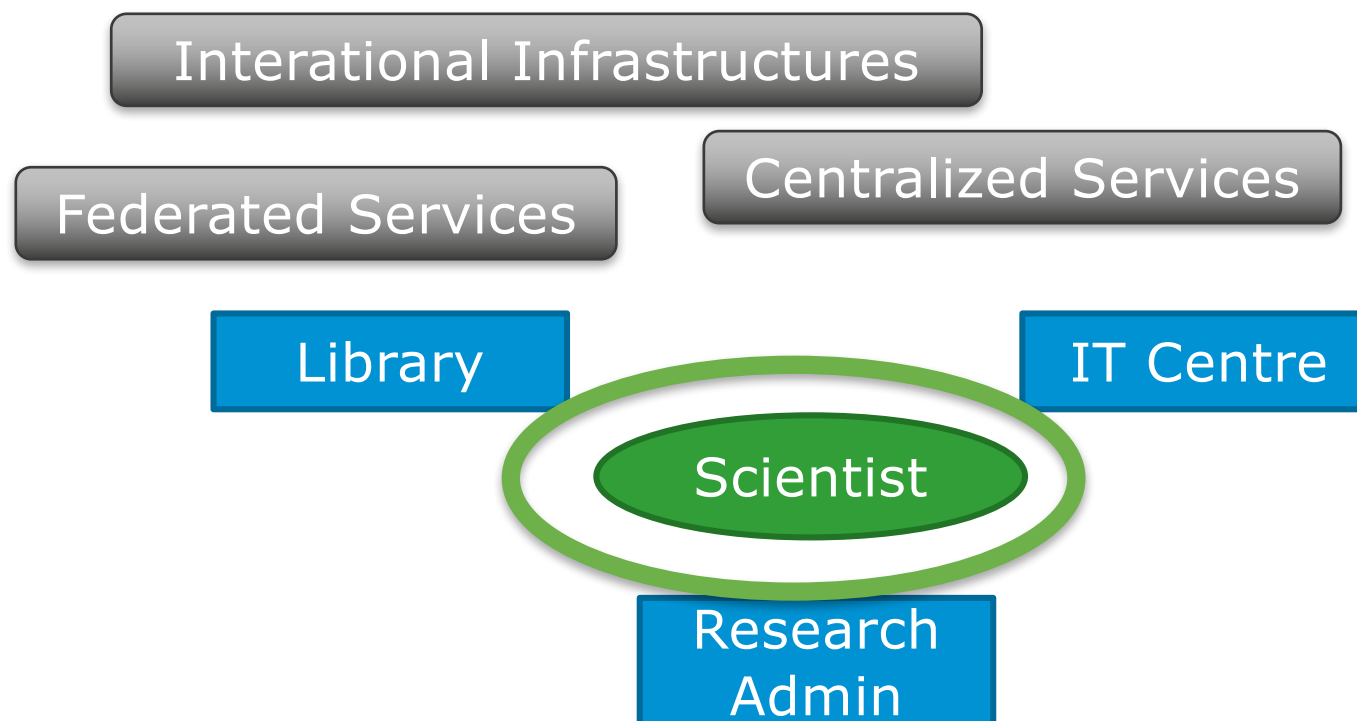 Interational Infrastructures
Centralized Services
Federated Services
Library
IT Centre
Scientist
Research
Admin